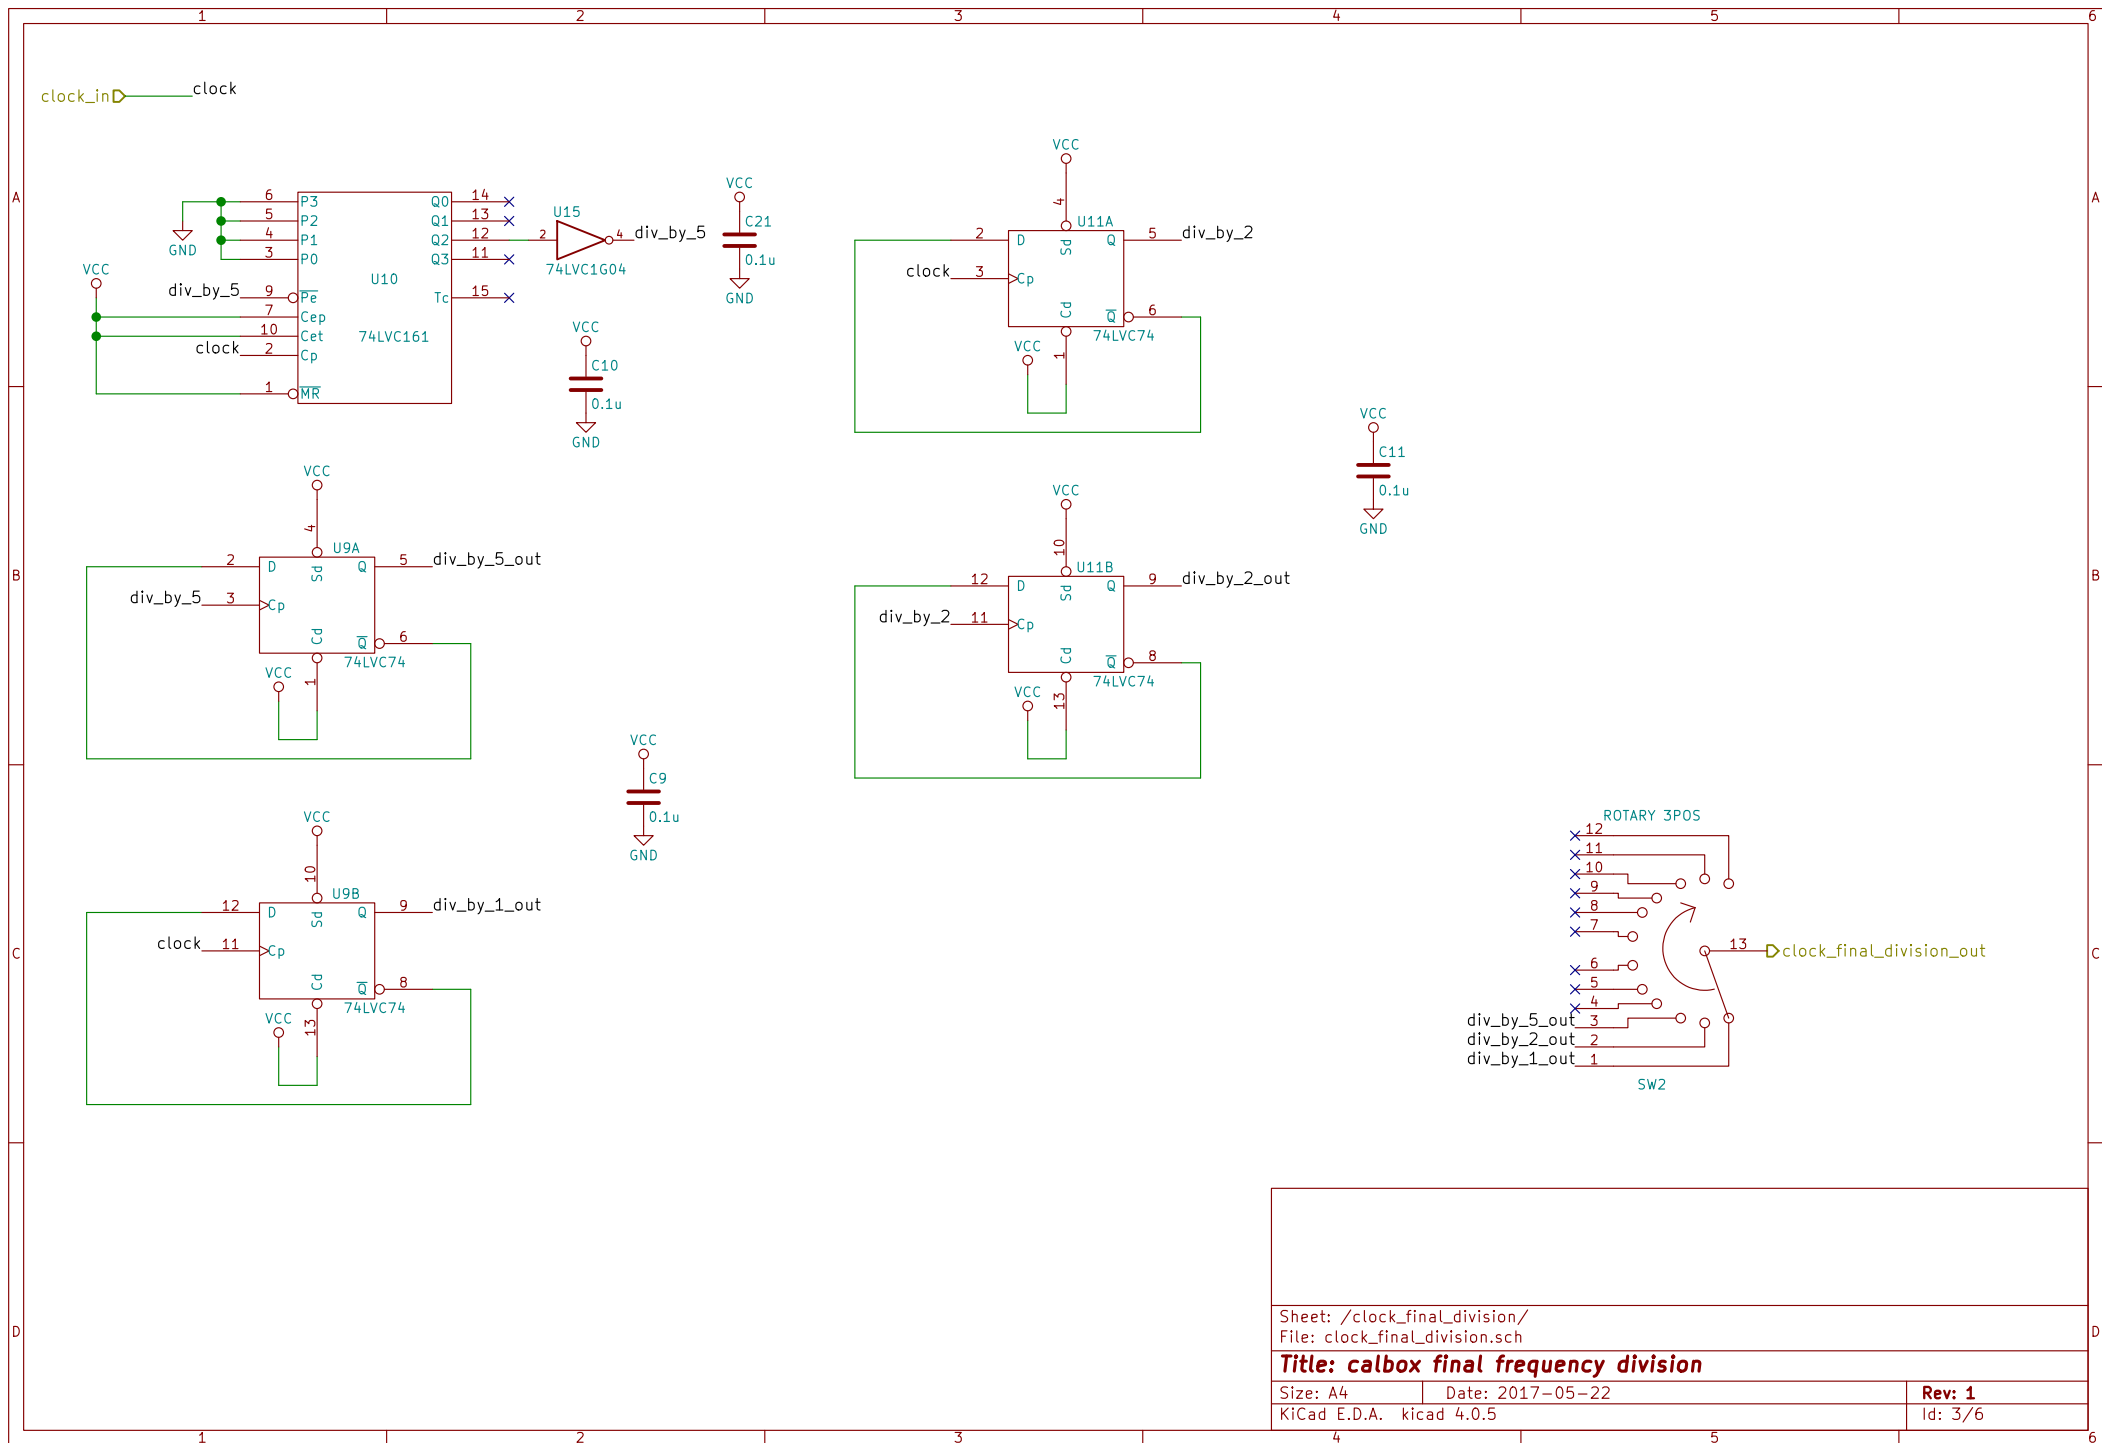 1 2 3 4 5 6
clock_in clock
A A
6 P3 Q0 14
5 P2 Q1 13
4 P1 Q2 12
3 P0 Q3 11
div_by_5 9 Pe Tc 15
7 Cep
10 Cet
clock 2 Cp
1 MR
U10
74LVC161
GND
VCC
U15
2 4 div_by_5
74LVC1G04
VCC
C21
0.1u
GND
VCC
C10
0.1u
GND
VCC
4
U11A
2 D Sd Q 5 div_by_2
clock 3 Cp
Cd Q 6
VCC 1 74LVC74
VCC
C11
0.1u
GND
B B
VCC
4
U9A
2 D Sd Q 5 div_by_5_out
div_by_5 3 Cp
Cd Q 6
74LVC74
VCC 1
VCC
10
U11B
12 D Sd Q 9 div_by_2_out
div_by_2 11 Cp
Cd Q 8
74LVC74
VCC 13
VCC
C9
0.1u
GND
C C
VCC
10
U9B
12 D Sd Q 9 div_by_1_out
clock 11 Cp
Cd Q 8
74LVC74
VCC 13
ROTARY 3POS
12
11
10
9
8
7
13 clock_final_division_out
6
5
4
div_by_5_out 3
div_by_2_out 2
div_by_1_out 1
SW2
D D
Sheet: /clock_final_division/
File: clock_final_division.sch
Title: calbox final frequency division
Size: A4 Date: 2017-05-22 Rev: 1
KiCad E.D.A. kicad 4.0.5 Id: 3/6
1 2 3 4 5 6